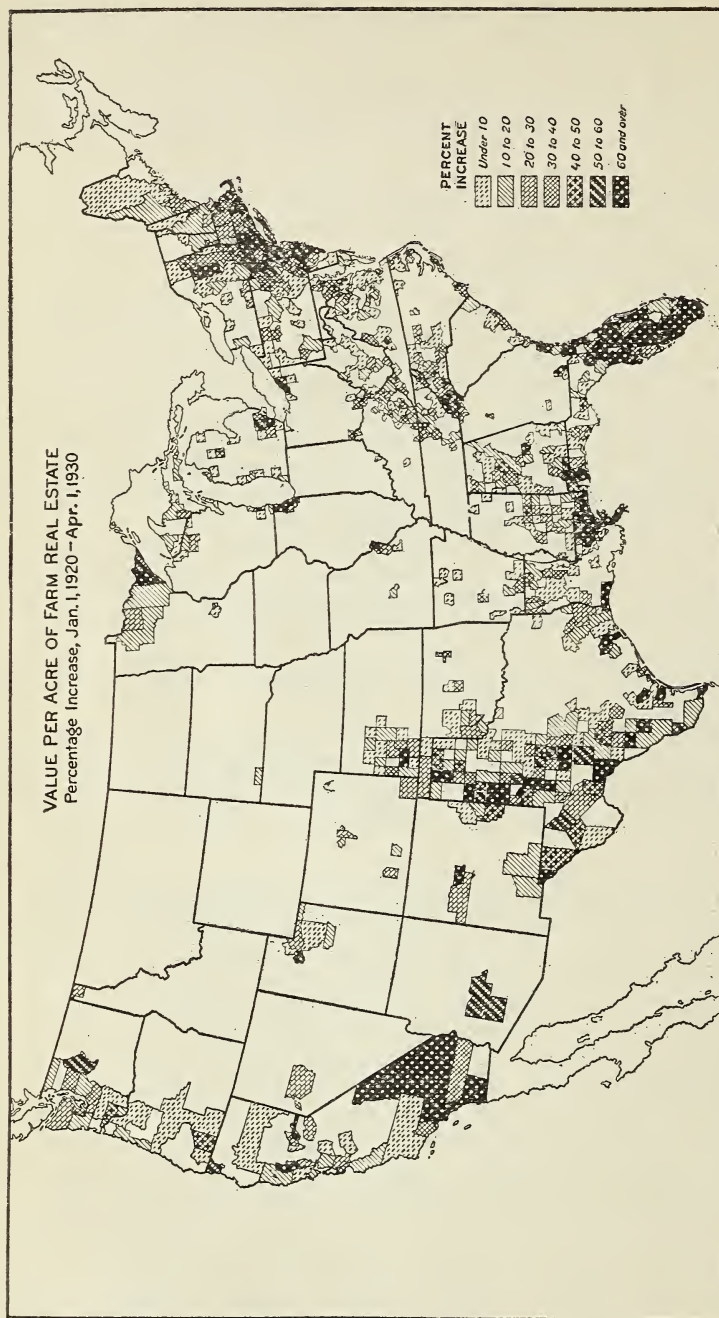 VALUE PER ACRE OF FARM REAL ESTATE
Percentage Increase, Jan. 1, 1920 – Apr. 1, 1930
PERCENT
INCREASE
Under 10
10 to 20
20 to 30
30 to 40
40 to 50
50 to 60
60 and over